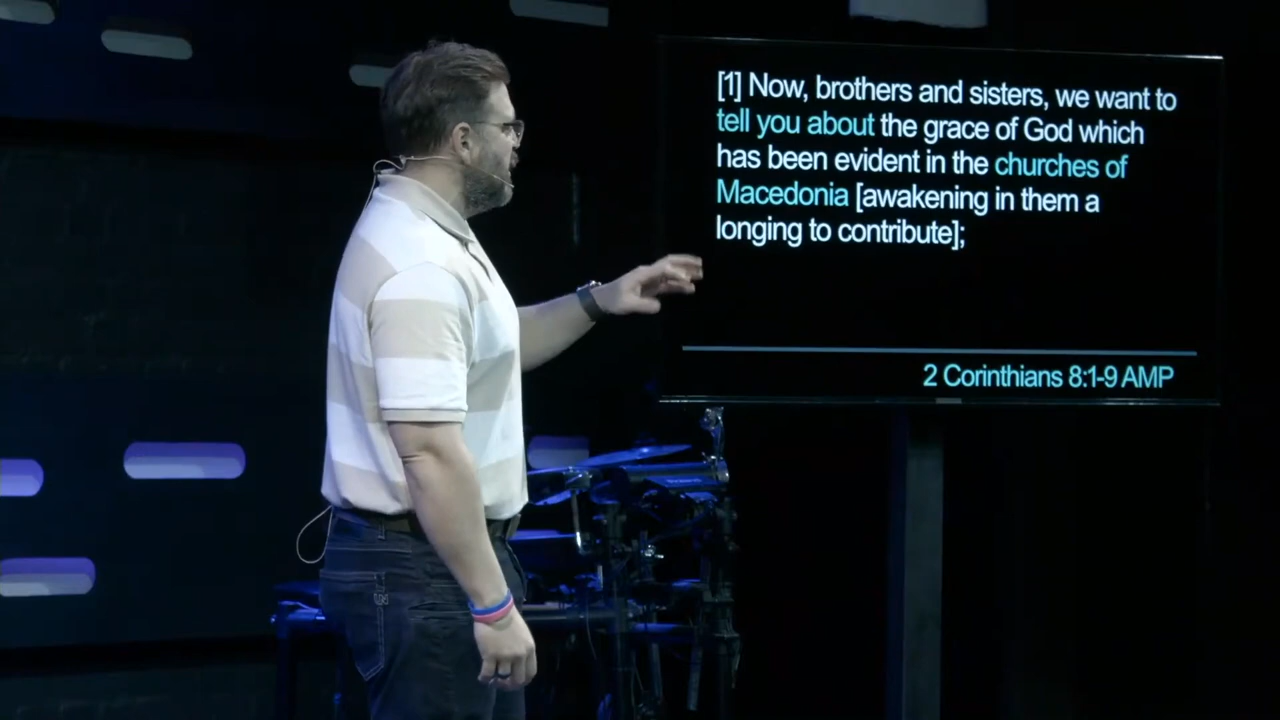 [1] Now, brothers and sisters, we want to
tell you about the grace of God which
has been evident in the churches of
Macedonia [awakening in them a
longing to contribute];
2 Corinthians 8:1-9 AMP